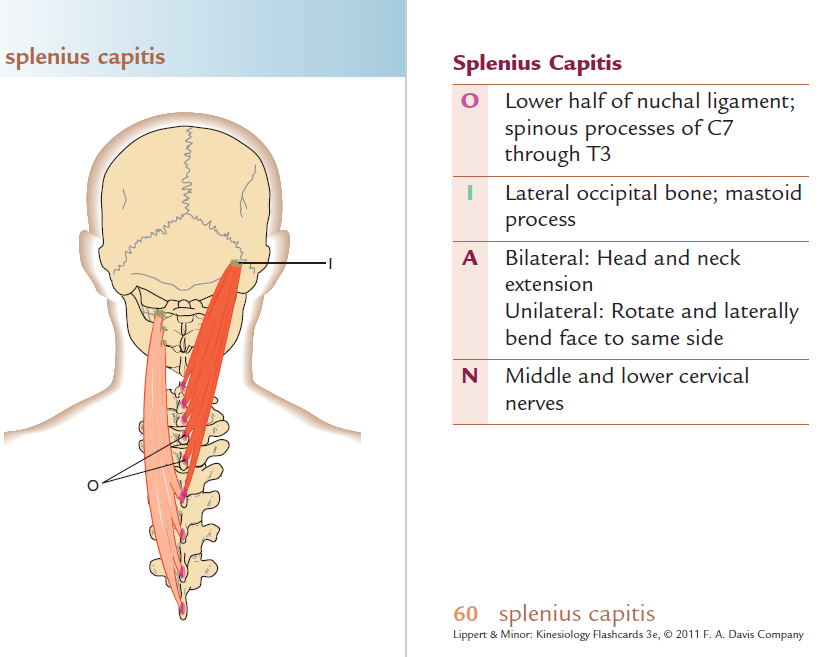 splenius capitis
I
O
Splenius Capitis
O Lower half of nuchal ligament;
spinous processes of C7
through T3
I Lateral occipital bone; mastoid
process
A Bilateral: Head and neck
extension
Unilateral: Rotate and laterally
bend face to same side
N Middle and lower cervical
nerves
60 splenius capitis
Lippert & Minor: Kinesiology Flashcards 3e, © 2011 F. A. Davis Company